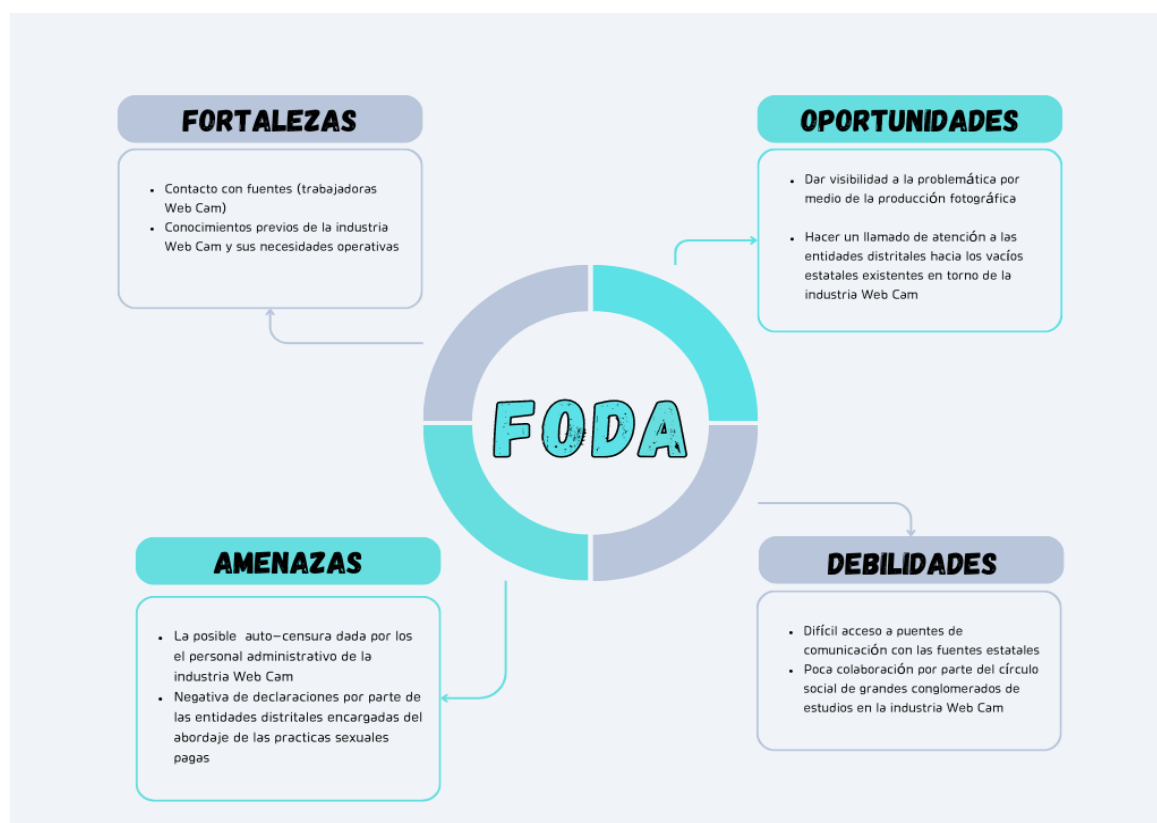 FORTALEZAS
• Contacto con fuentes (trabajadoras
Web Cam)
• Conocimientos previos de la industria
Web Cam y sus necesidades operativas
OPORTUNIDADES
• Dar visibilidad a la problemática por
medio de la producción fotográfica
• Hacer un llamado de atención a las
entidades distritales hacia los vacíos
estatales existentes en torno de la
industria Web Cam
FODA
AMENAZAS
• La posible auto-censura dada por los
el personal administrativo de la
industria Web Cam
• Negativa de declaraciones por parte de
las entidades distritales encargadas del
abordaje de las practicas sexuales
pagas
DEBILIDADES
• Difícil acceso a puentes de
comunicación con las fuentes estatales
• Poca colaboración por parte del círculo
social de grandes conglomerados de
estudios en la industria Web Cam